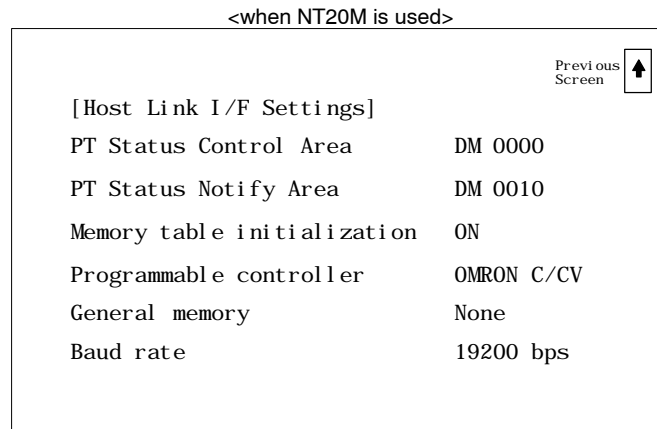 <when NT20M is used>
Previous
Screen
[Host Link I/F Settings]
PT Status Control Area DM 0000
PT Status Notify Area DM 0010
Memory table initialization ON
Programmable controller OMRON C/CV
General memory None
Baud rate 19200 bps